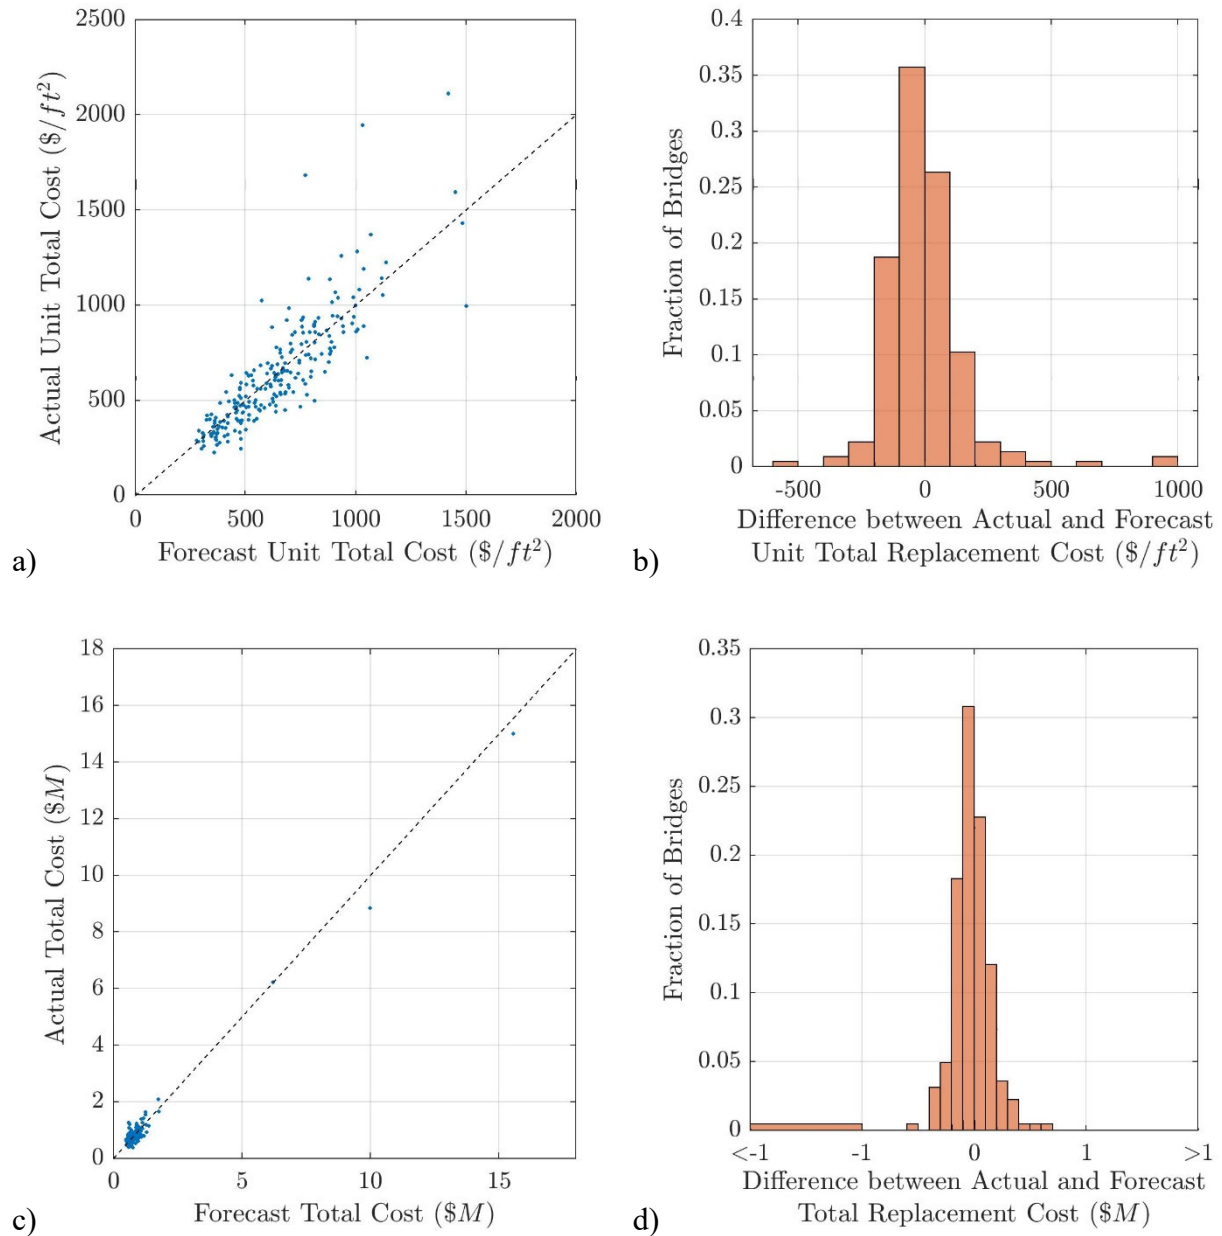 2500
2000
1500
1000
500
0
Actual Unit Total Cost ($/ft²)
0 500 1000 1500 2000
Forecast Unit Total Cost ($/ft²)
a)
0.4
0.35
0.3
0.25
0.2
0.15
0.1
0.05
0
Fraction of Bridges
-500 0 500 1000
Difference between Actual and Forecast
Unit Total Replacement Cost ($/ft²)
b)
18
16
14
12
10
8
6
4
2
0
Actual Total Cost ($M)
0 5 10 15
Forecast Total Cost ($M)
c)
0.35
0.3
0.25
0.2
0.15
0.1
0.05
0
Fraction of Bridges
<-1 -1 0 1 >1
Difference between Actual and Forecast
Total Replacement Cost ($M)
d)